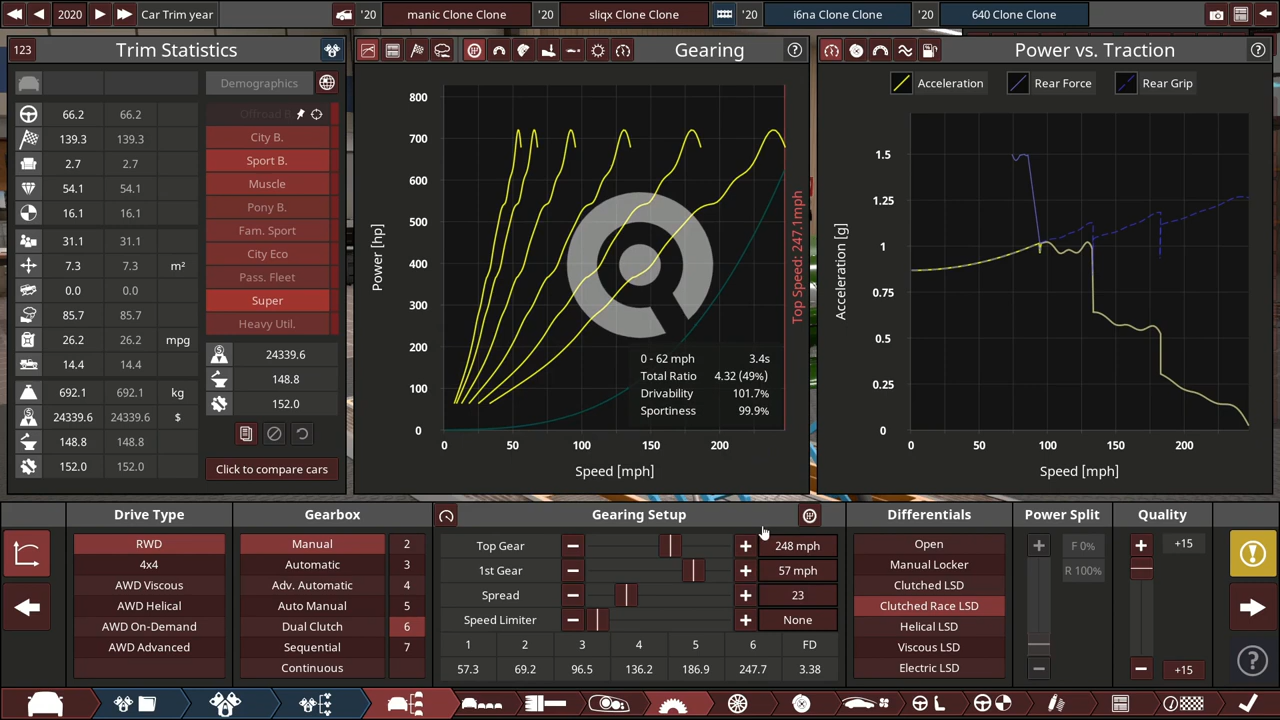 2020
Car Trim year
'20
manic Clone Clone
'20
sliqx Clone Clone
'20
i6na Clone Clone
'20
640 Clone Clone
123
Trim Statistics
66.2 66.2
139.3 139.3
2.7 2.7
54.1 54.1
16.1 16.1
31.1 31.1
7.3 7.3 m²
0.0 0.0
85.7 85.7
26.2 26.2 mpg
14.4 14.4
692.1 692.1 kg
24339.6 24339.6 $
148.8 148.8
152.0 152.0
Demographics
Offroad B.
City B.
Sport B.
Muscle
Pony B.
Fam. Sport
City Eco
Pass. Fleet
Super
Heavy Util.
24339.6
148.8
152.0
Click to compare cars
Gearing
?
800
700
600
500
400
300
200
100
0
Power [hp]
0 50 100 150 200
Speed [mph]
Top Speed: 247.1mph
0 - 62 mph 3.4s
Total Ratio 4.32 (49%)
Drivability 101.7%
Sportiness 99.9%
Power vs. Traction
?
Acceleration
Rear Force
Rear Grip
1.5
1.25
1
0.75
0.5
0.25
0
Acceleration [g]
0 50 100 150 200
Speed [mph]
Drive Type
RWD
4x4
AWD Viscous
AWD Helical
AWD On-Demand
AWD Advanced
Gearbox
Manual 2
Automatic 3
Adv. Automatic 4
Auto Manual 5
Dual Clutch 6
Sequential 7
Continuous
Gearing Setup
Top Gear 248 mph
1st Gear 57 mph
Spread 23
Speed Limiter None
1 2 3 4 5 6 FD
57.3 69.2 96.5 136.2 186.9 247.7 3.38
Differentials
Open
Manual Locker
Clutched LSD
Clutched Race LSD
Helical LSD
Viscous LSD
Electric LSD
Power Split
F 0%
R 100%
Quality
+15
+15
?